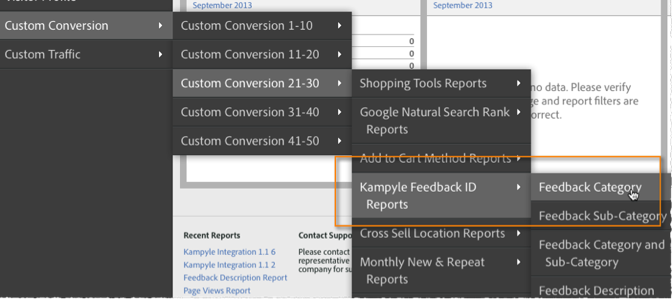 September 2013
September 2013
Custom Conversion
Custom Traffic
Custom Conversion 1-10
Custom Conversion 11-20
Custom Conversion 21-30
Custom Conversion 31-40
Custom Conversion 41-50
0
0
0
Shopping Tools Reports
Google Natural Search Rank
Reports
Add to Cart Method Reports
Kampyle Feedback ID
Reports
Cross Sell Location Reports
Monthly New & Repeat
Reports
no data. Please verify
and report filters are
Feedback Category
Feedback Sub-Category
Feedback Category and
Sub-Category
Feedback Description
Recent Reports
Kampyle Integration 1.1 6
Kampyle Integration 1.1 2
Feedback Description Report
Page Views Report
Contact Suppo
Please contact
representative
company for su